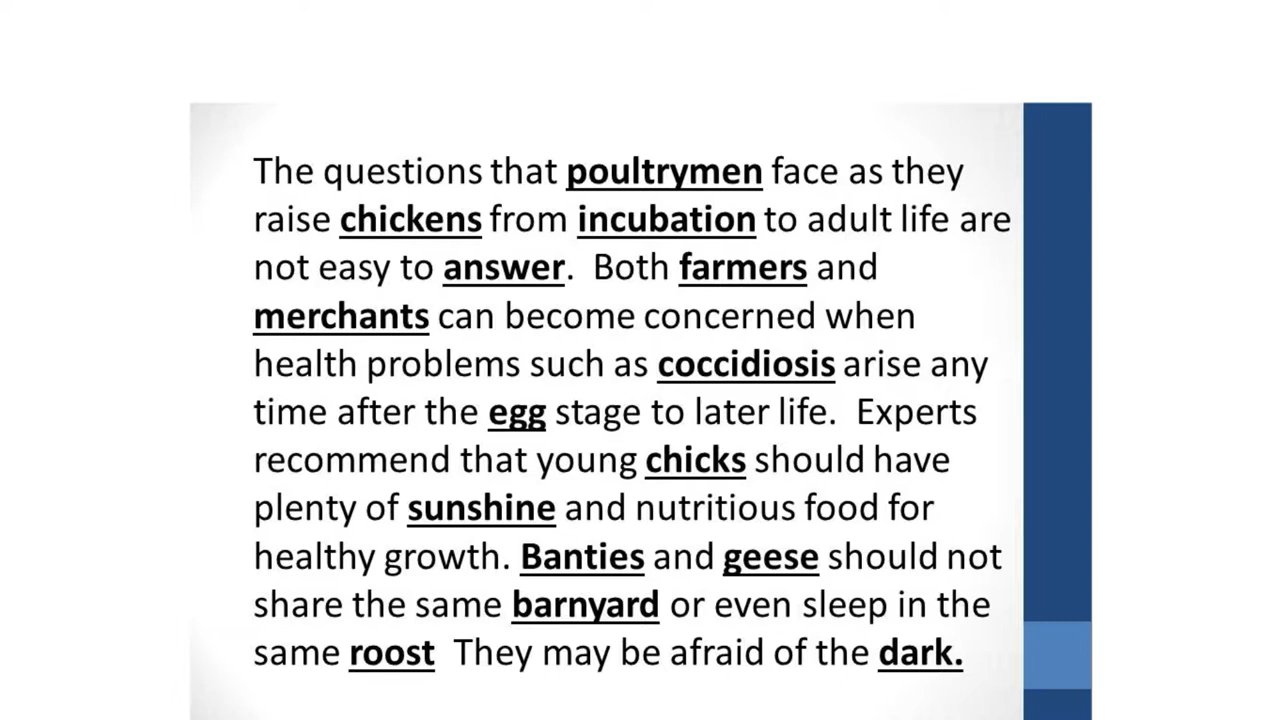 The questions that poultrymen face as they
raise chickens from incubation to adult life are
not easy to answer.  Both farmers and
merchants can become concerned when
health problems such as coccidiosis arise any
time after the egg stage to later life.  Experts
recommend that young chicks should have
plenty of sunshine and nutritious food for
healthy growth. Banties and geese should not
share the same barnyard or even sleep in the
same roost  They may be afraid of the dark.